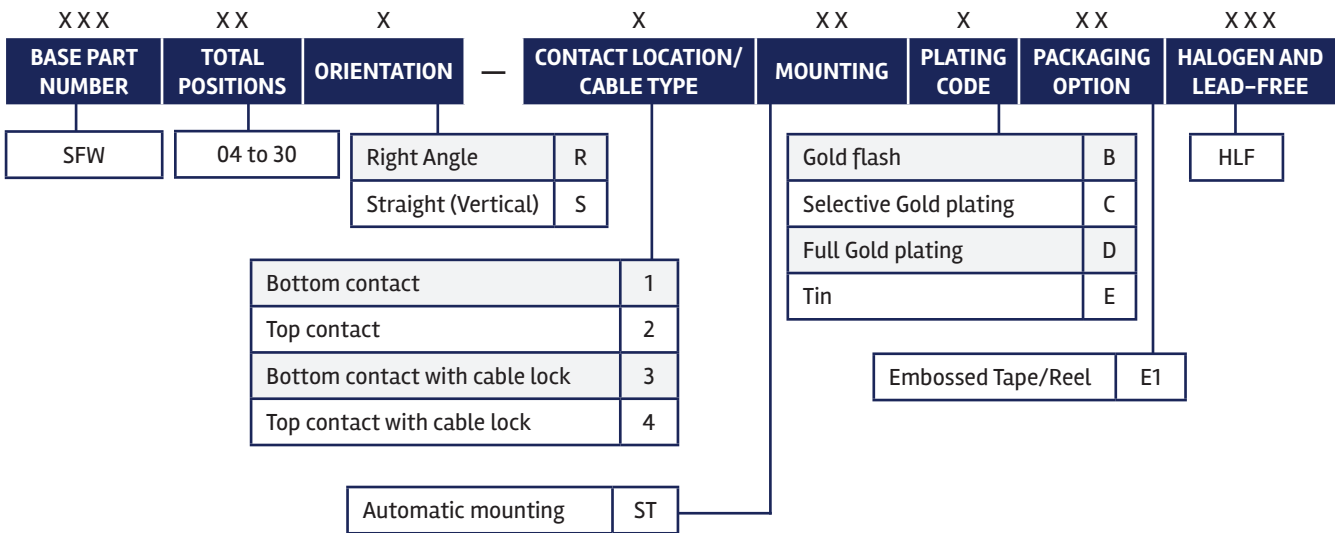 XXX XX X X XX X XX XXX
BASE PART NUMBER
TOTAL POSITIONS
ORIENTATION
—
CONTACT LOCATION/
CABLE TYPE
MOUNTING
PLATING CODE
PACKAGING OPTION
HALOGEN AND
LEAD-FREE
SFW
04 to 30
Right Angle R
Straight (Vertical) S
Gold flash B
Selective Gold plating C
Full Gold plating D
Tin E
HLF
Bottom contact 1
Top contact 2
Bottom contact with cable lock 3
Top contact with cable lock 4
Embossed Tape/Reel E1
Automatic mounting ST